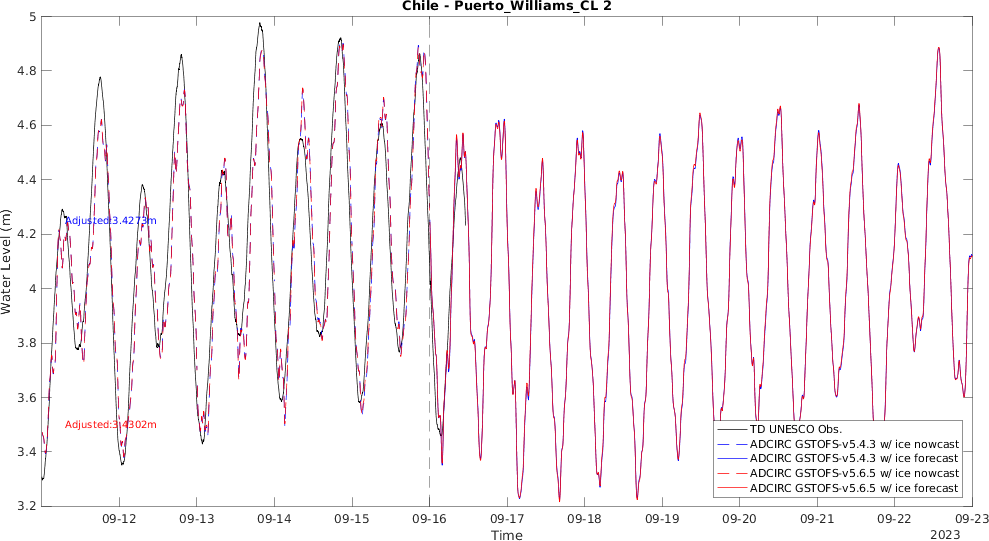 Chile - Puerto_Williams_CL 2
Water Level (m)
5
4.8
4.6
4.4
4.2
4
3.8
3.6
3.4
3.2
Adjusted:3.4273m
Adjusted:3.4302m
TD UNESCO Obs.
ADCIRC GSTOFS-v5.4.3 w/ ice nowcast
ADCIRC GSTOFS-v5.4.3 w/ ice forecast
ADCIRC GSTOFS-v5.6.5 w/ ice nowcast
ADCIRC GSTOFS-v5.6.5 w/ ice forecast
09-12 09-13 09-14 09-15 09-16 09-17 09-18 09-19 09-20 09-21 09-22 09-23
Time
2023